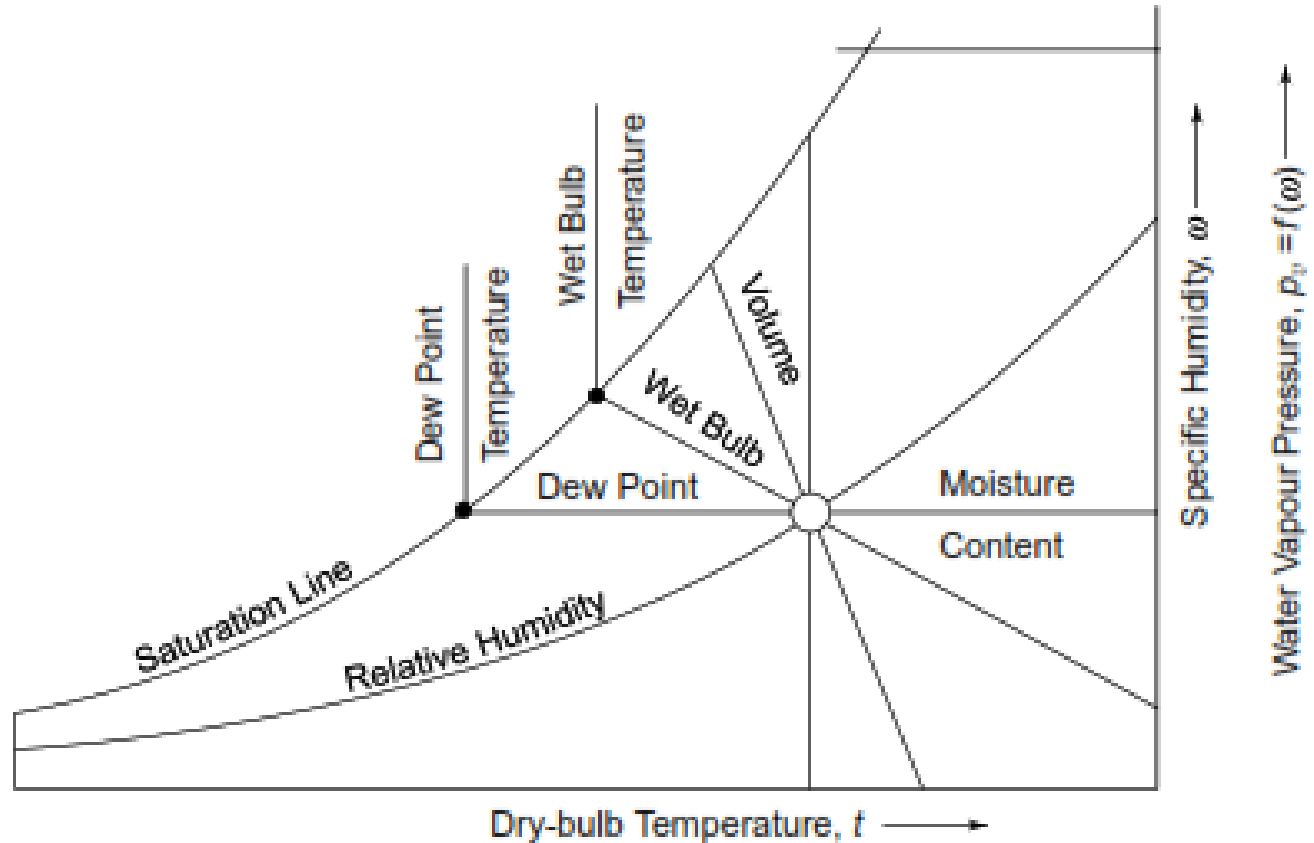 Wet Bulb
Temperature
Dew Point
Temperature
Volume
Wet Bulb
Dew Point
Moisture
Content
Saturation Line
Relative Humidity
Specific Humidity, ω
Water Vapour Pressure, pᵥ = f(ω)
Dry-bulb Temperature, t